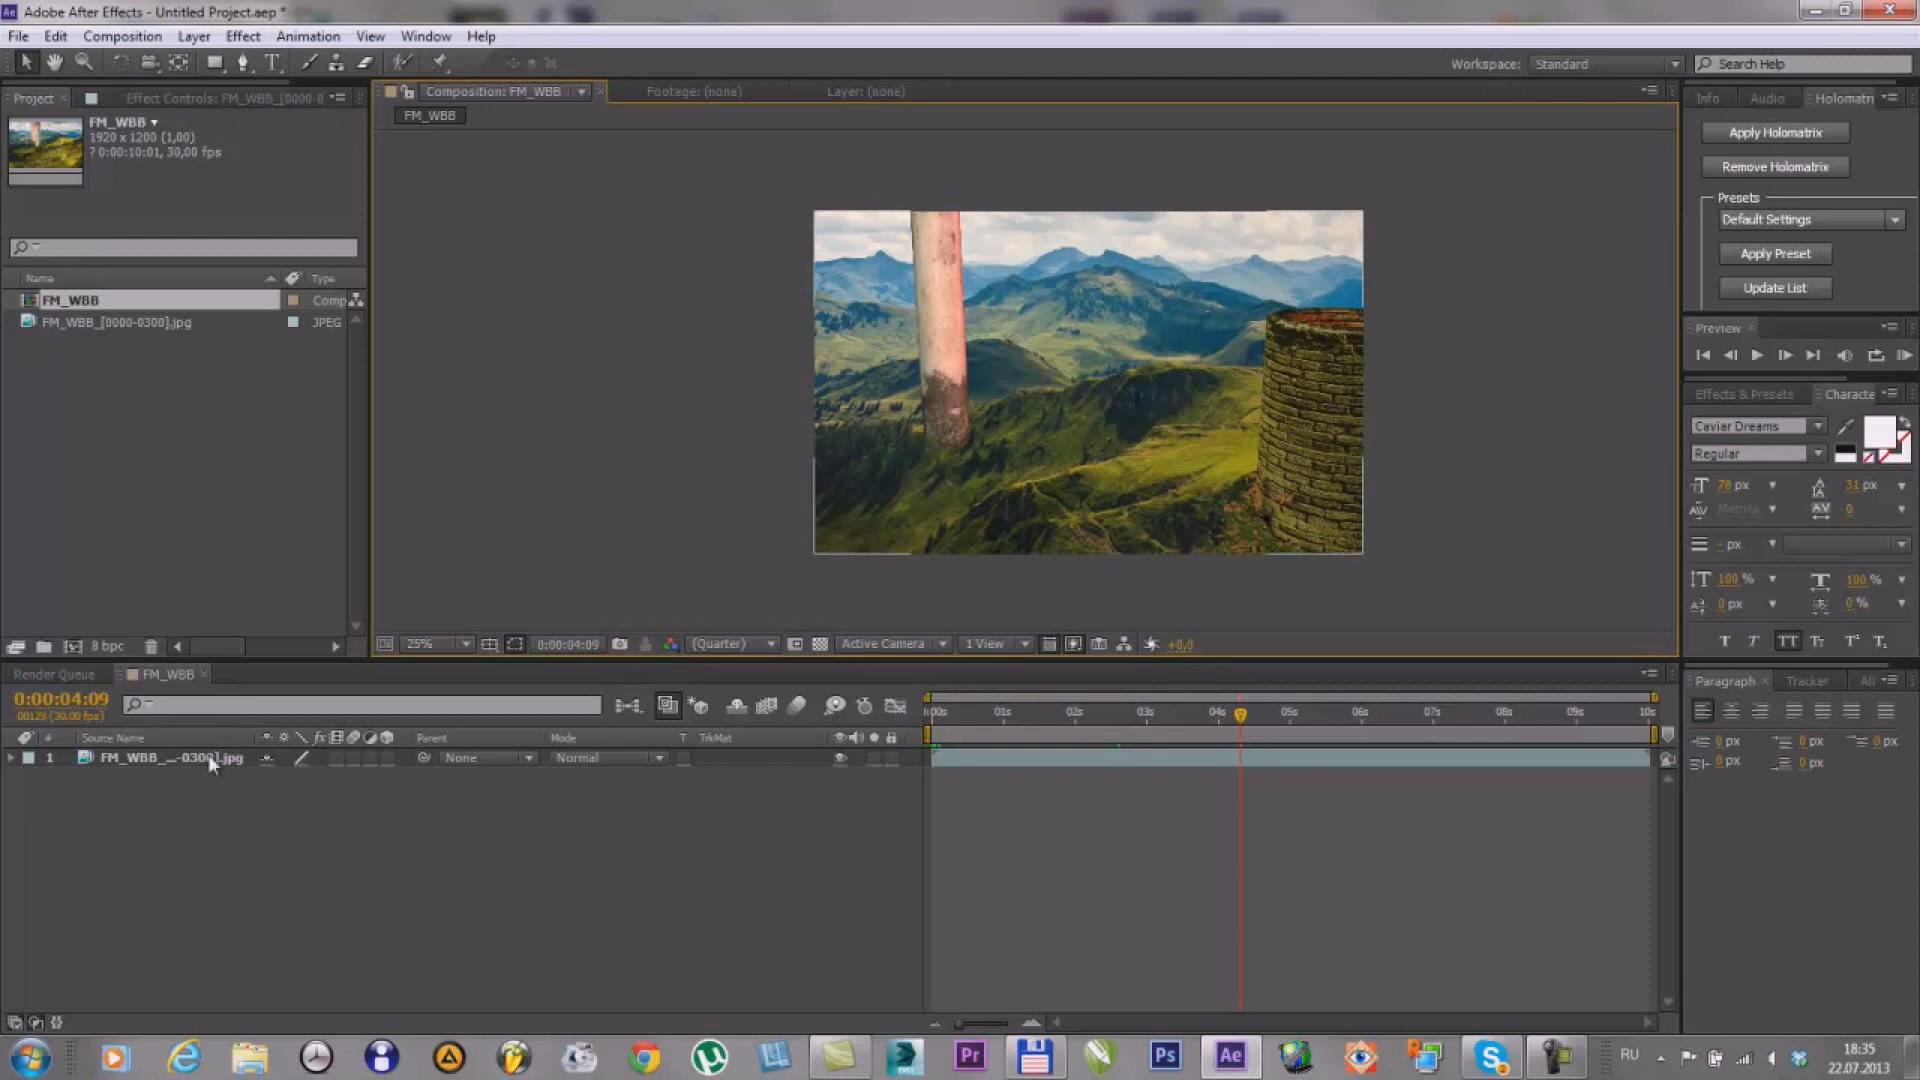 Adobe After Effects - Untitled Project.aep *
File Edit Composition Layer Effect Animation View Window Help
Workspace: Standard
Search Help
Project
Effect Controls: FM_WBB_[0000-0
Composition: FM_WBB
Footage: (none)
Layer: (none)
Info Audio Holomatri
FM_WBB
1920 x 1200 (1,00)
? 0:00:10:01, 30,00 fps
FM_WBB
Apply Holomatrix
Remove Holomatrix
Presets
Default Settings
Apply Preset
Update List
Name Type
FM_WBB Comp
FM_WBB_[0000-0300].jpg JPEG
Preview
Effects & Presets Characte
Caviar Dreams
Regular
78 px 31 px
Metrics 0
- px
100 % 100 %
0 px 0 %
8 bpc
25%
0:00:04:09
(Quarter)
Active Camera
1 View
+0,0
Render Queue
FM_WBB
0:00:04:09
00129 (30.00 fps)
00s 01s 02s 03s 04s 05s 06s 07s 08s 09s 10s
# Source Name Parent Mode T TrkMat
1 FM_WBB_...-0300].jpg None Normal
Paragraph Tracker Ali
0 px 0 px 0 px
0 px 0 px
RU
18:35
22.07.2013